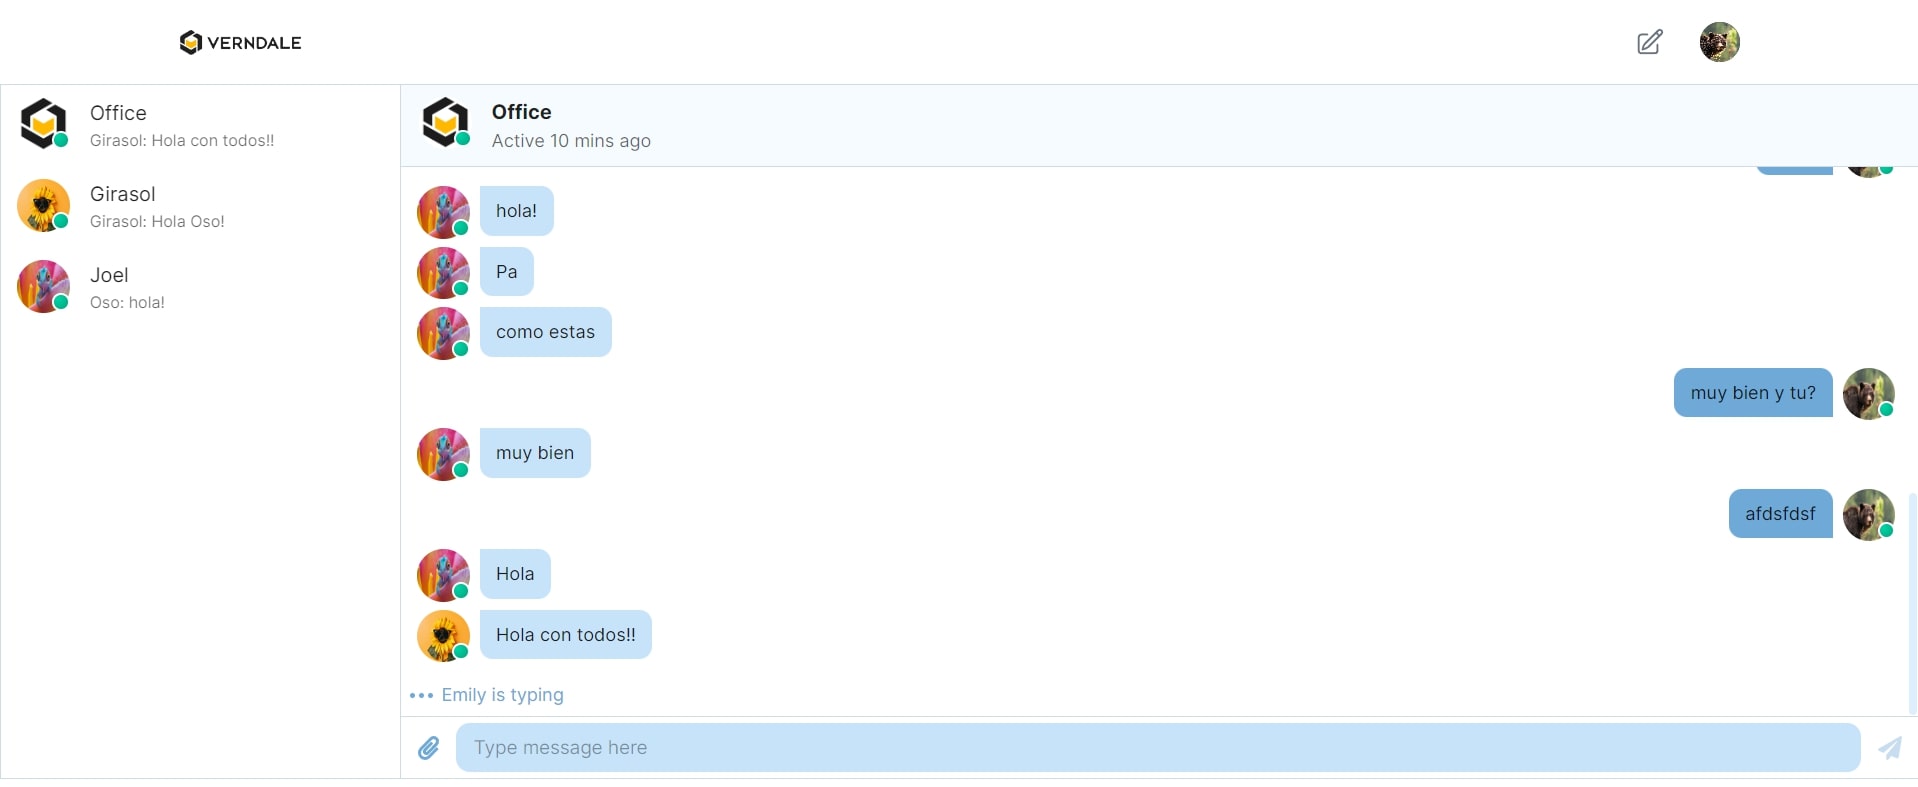 VERNDALE
Office
Girasol: Hola con todos!!
Girasol
Girasol: Hola Oso!
Joel
Oso: hola!
Office
Active 10 mins ago
hola!
Pa
como estas
muy bien y tu?
muy bien
afdsfdsf
Hola
Hola con todos!!
Emily is typing
Type message here